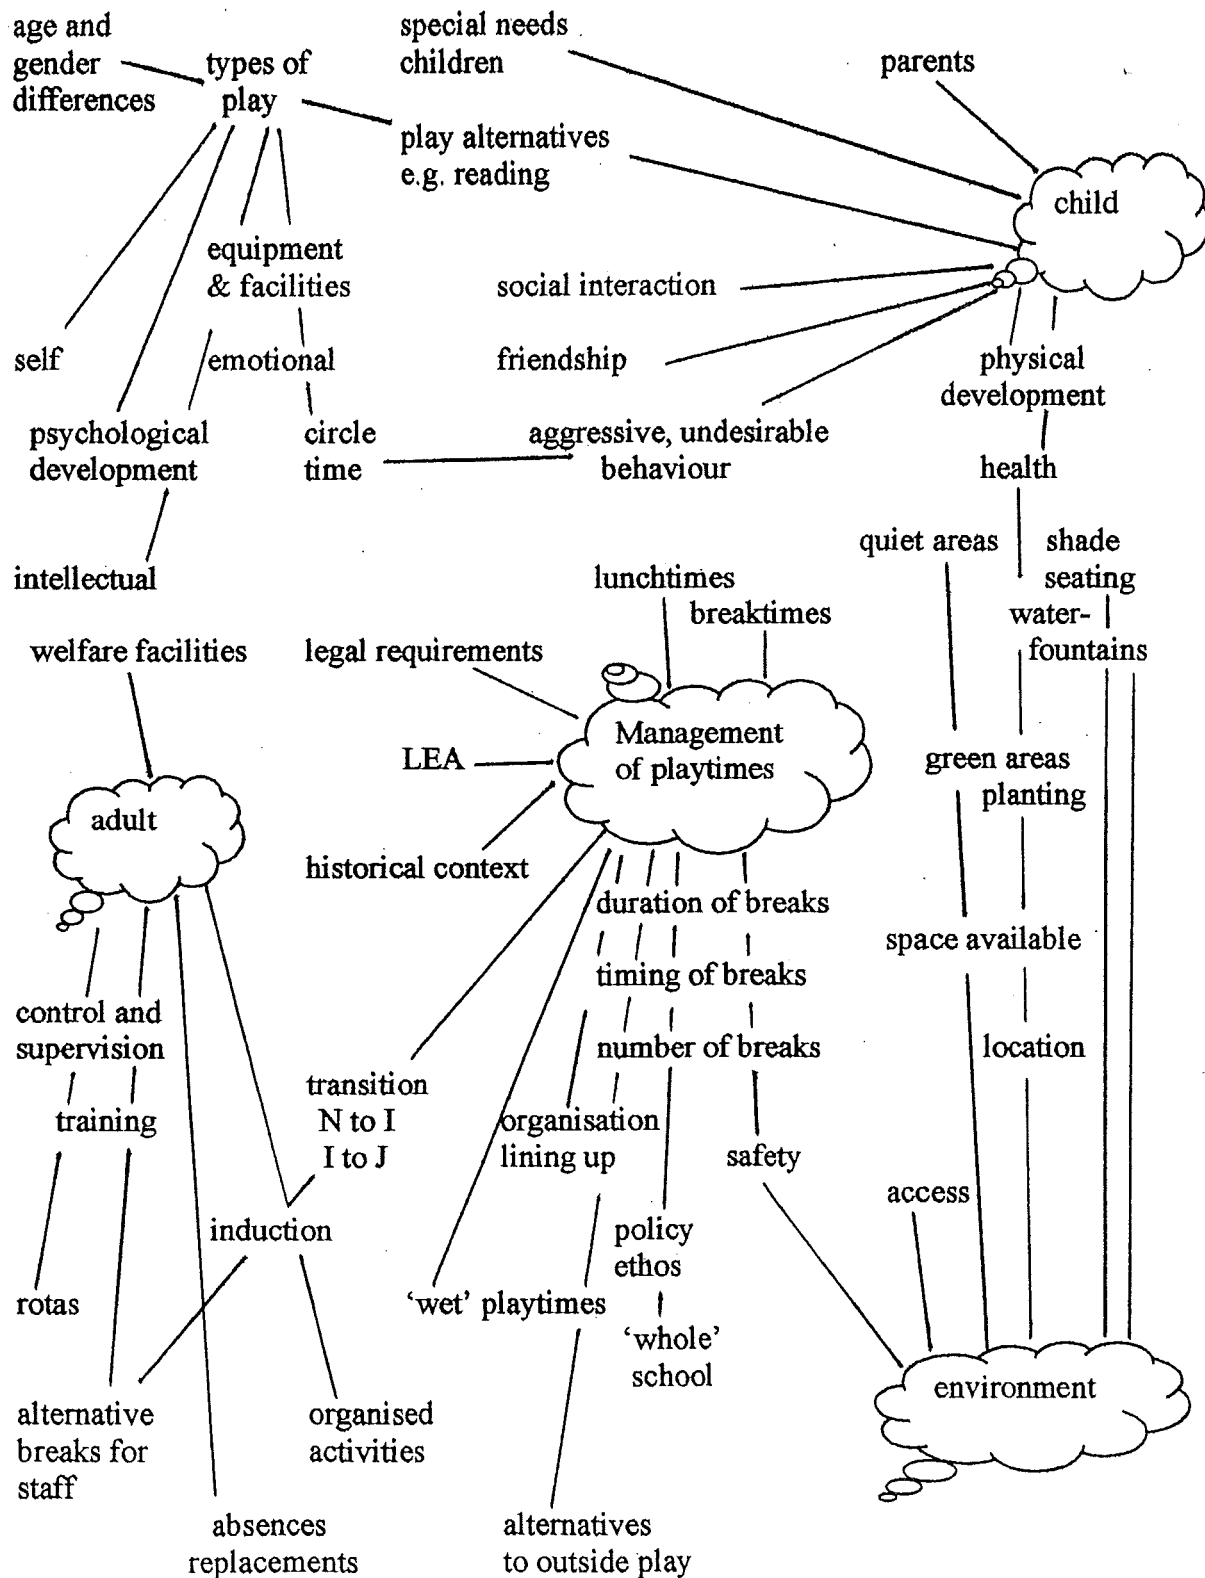 age and
gender
differences
types of
play
special needs
children
parents
play alternatives
e.g. reading
child
equipment
& facilities
social interaction
self
emotional
friendship
physical
development
psychological
development
circle
time
aggressive, undesirable
behaviour
health
intellectual
quiet areas
shade
seating
water-
fountains
lunchtimes
breaktimes
welfare facilities
legal requirements
LEA
Management
of playtimes
green areas
planting
adult
historical context
duration of breaks
space available
timing of breaks
control and
supervision
number of breaks
location
transition
N to I
I to J
training
organisation
lining up
safety
access
induction
policy
ethos
rotas
'wet' playtimes
'whole'
school
environment
alternative
breaks for
staff
organised
activities
absences
replacements
alternatives
to outside play